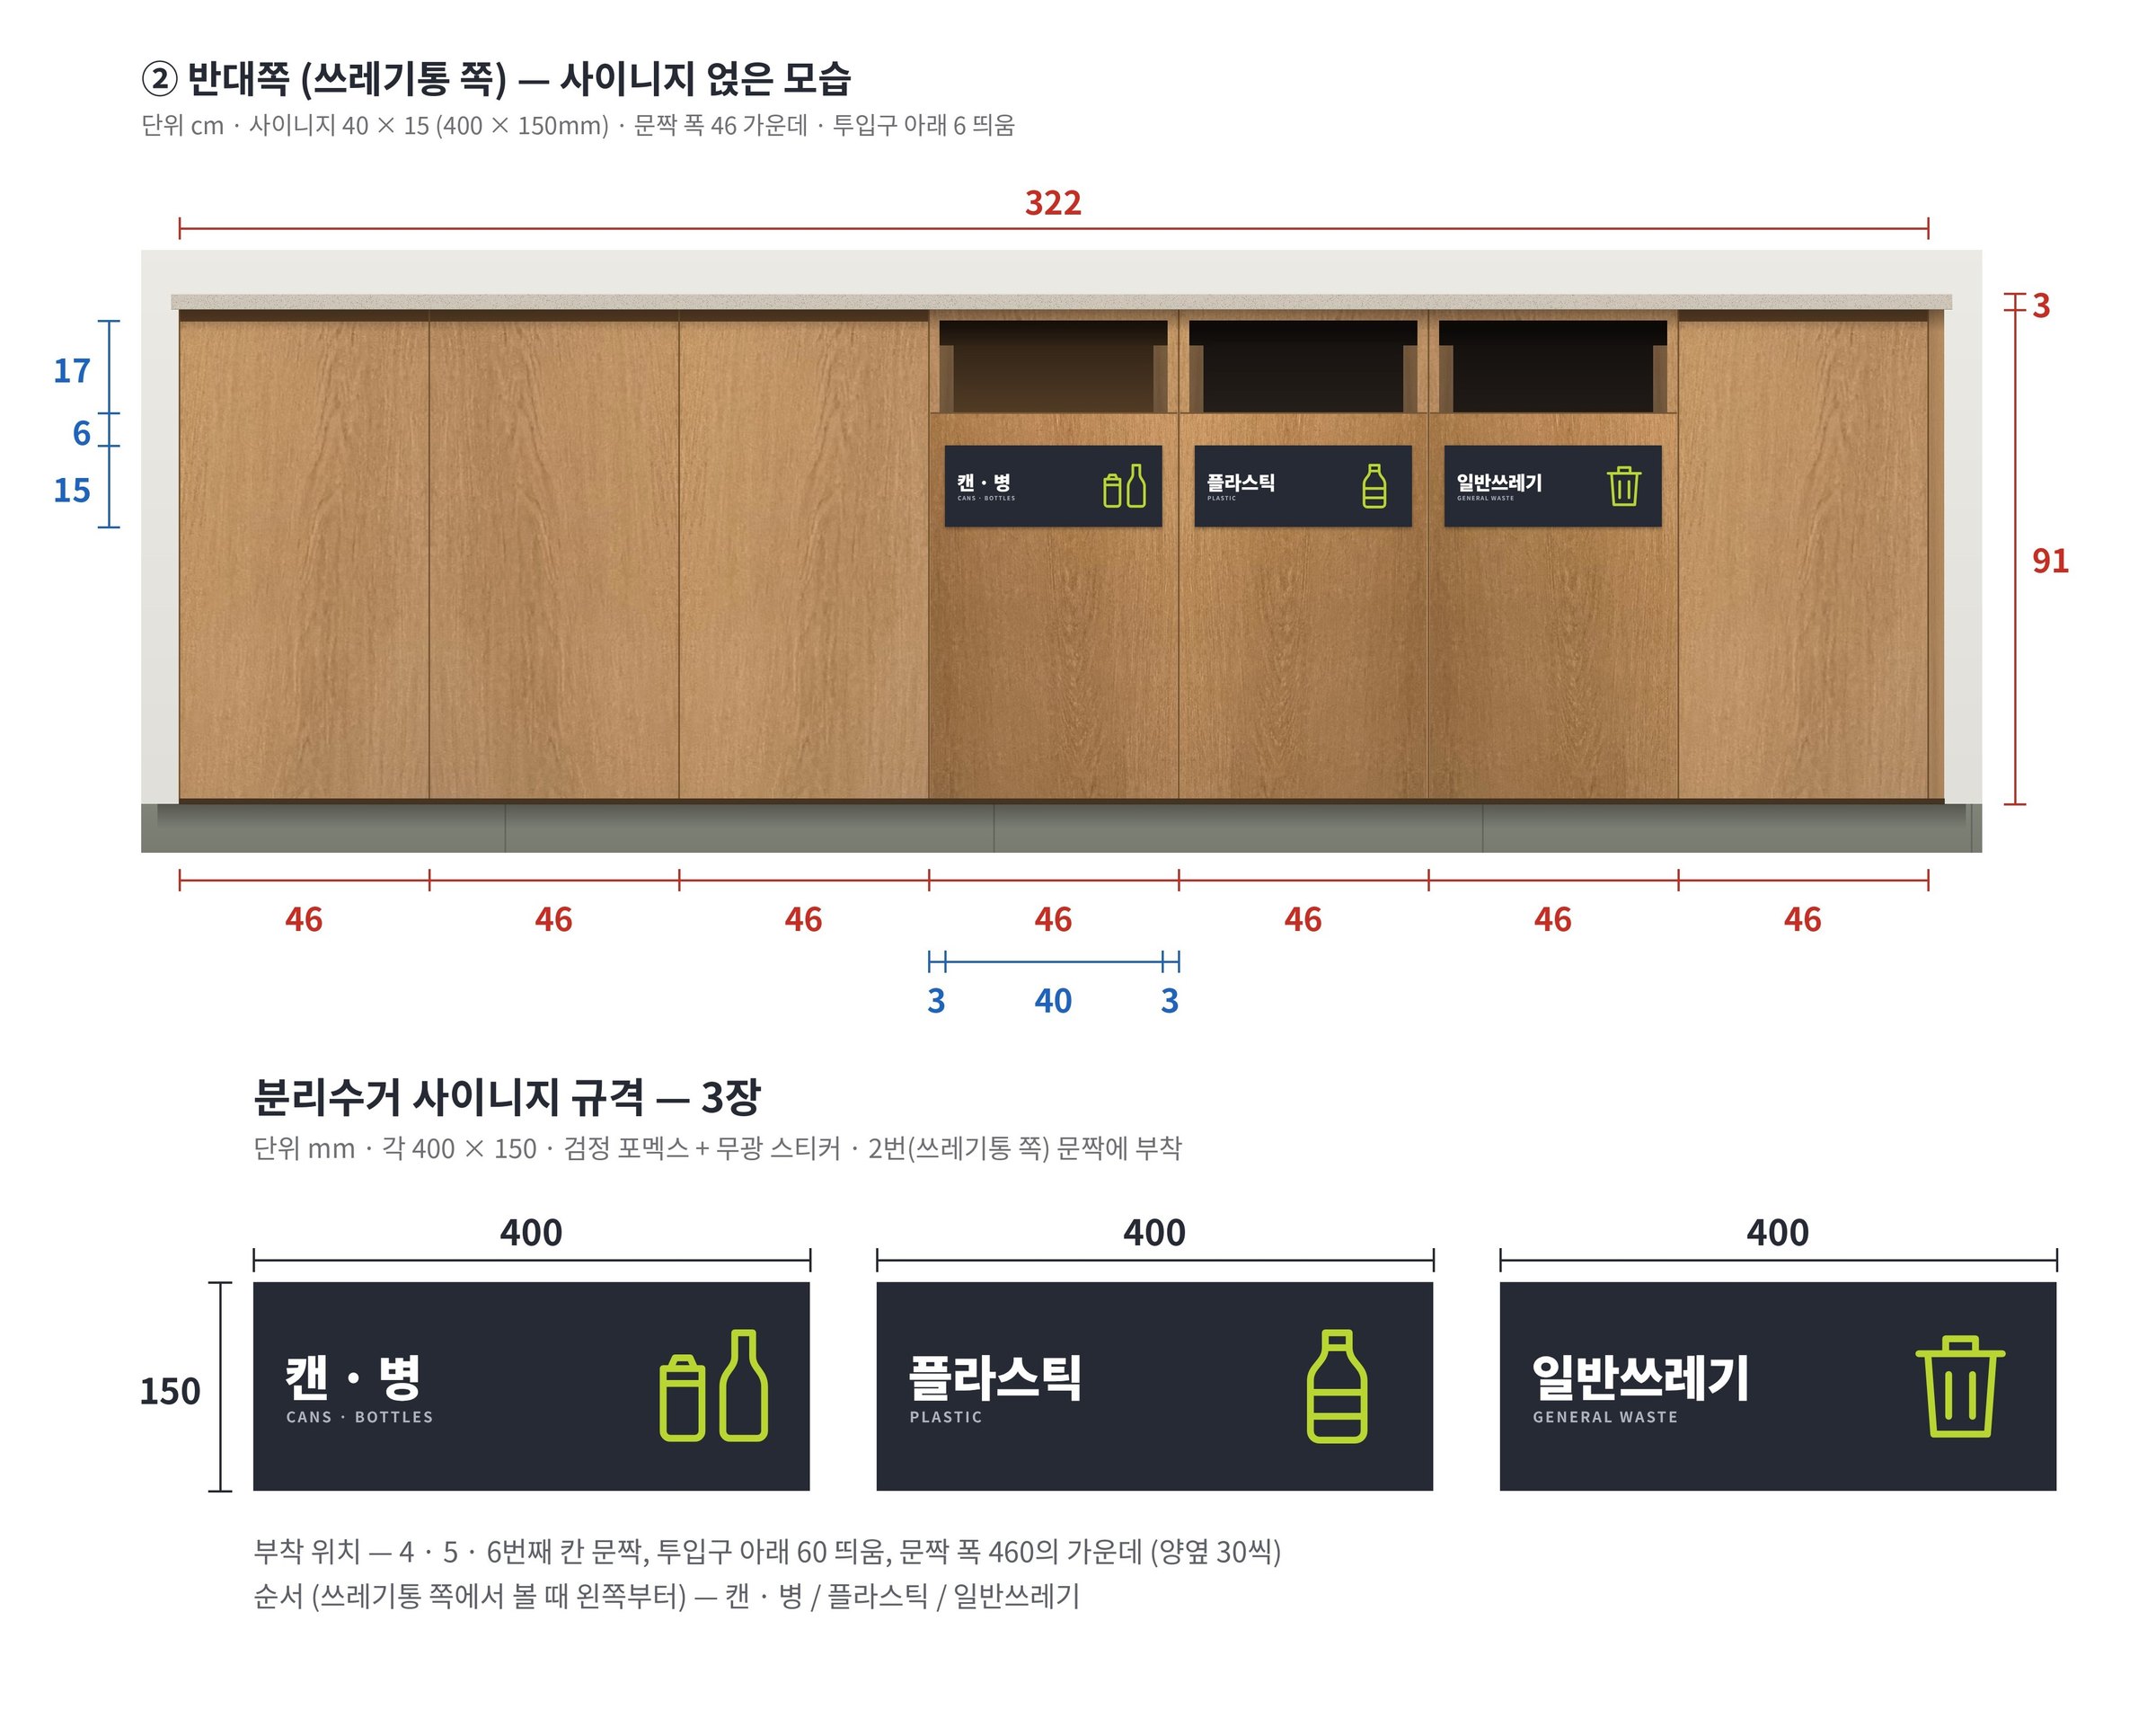 ② 반대쪽 (쓰레기통 쪽) — 사이니지 얹은 모습
단위 cm · 사이니지 40 × 15 (400 × 150mm) · 문짝 폭 46 가운데 · 투입구 아래 6 띄움
322
3
17
6
15
91
캔 · 병
CANS · BOTTLES
플라스틱
PLASTIC
일반쓰레기
GENERAL WASTE
46 46 46 46 46 46 46
3 40 3
분리수거 사이니지 규격 — 3장
단위 mm · 각 400 × 150 · 검정 포멕스 + 무광 스티커 · 2번(쓰레기통 쪽) 문짝에 부착
400 400 400
150
캔 · 병
CANS · BOTTLES
플라스틱
PLASTIC
일반쓰레기
GENERAL WASTE
부착 위치 — 4 · 5 · 6번째 칸 문짝, 투입구 아래 60 띄움, 문짝 폭 460의 가운데 (양옆 30씩)
순서 (쓰레기통 쪽에서 볼 때 왼쪽부터) — 캔 · 병 / 플라스틱 / 일반쓰레기